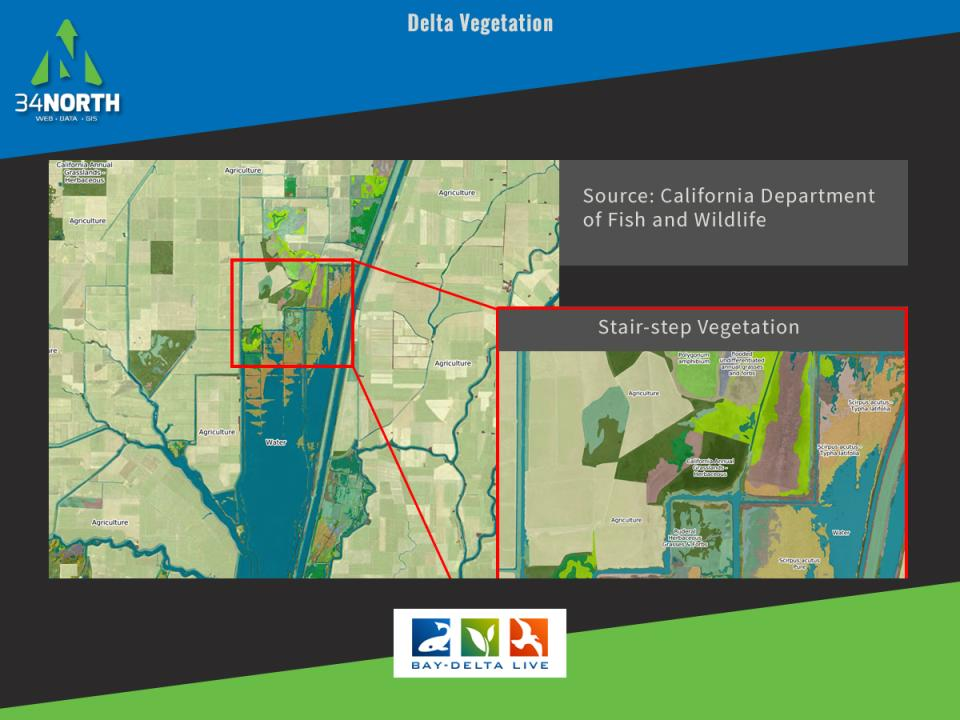 Delta Vegetation
34NORTH
WEB • DATA • GIS
California Annual
Grasslands -
Herbaceous
Agriculture
Agriculture
Agriculture
Source: California Department
of Fish and Wildlife
Stair-step Vegetation
Agriculture
Agriculture
Water
Agriculture
Polygonum
amphibium
flooded
undifferentiated
annual grasses
and forbs
Agriculture
Scirpus acutus -
Typha latifolia
Scirpus acutus -
Typha latifolia
California Annual
Grasslands -
Herbaceous
Agriculture
Ruderal
Herbaceous
Grasses & Forbs
Water
Scirpus acutus
Pure
BAY-DELTA LIVE